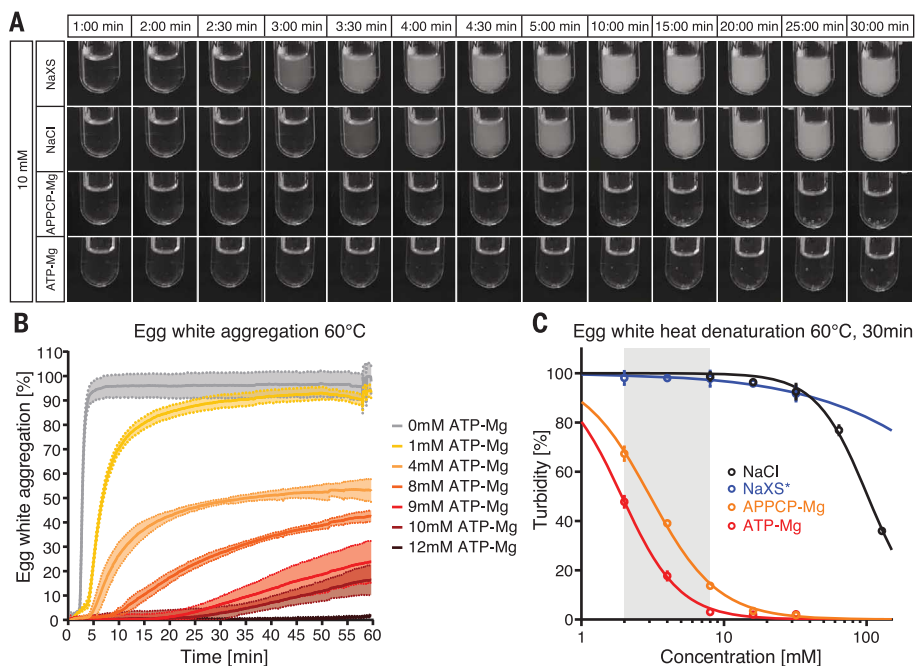 A
1:00 min 2:00 min 2:30 min 3:00 min 3:30 min 4:00 min 4:30 min 5:00 min 10:00 min 15:00 min 20:00 min 25:00 min 30:00 min
10 mM
NaXS
NaCl
APPCP-Mg
ATP-Mg
B
Egg white aggregation 60°C
Egg white aggregation [%]
110
100
90
80
70
60
50
40
30
20
10
0
0 5 10 15 20 25 30 35 40 45 50 55 60
Time [min]
0mM ATP-Mg
1mM ATP-Mg
4mM ATP-Mg
8mM ATP-Mg
9mM ATP-Mg
10mM ATP-Mg
12mM ATP-Mg
C
Egg white heat denaturation 60°C, 30min
Turbidity [%]
100
80
60
40
20
0
NaCl
NaXS*
APPCP-Mg
ATP-Mg
1 10 100
Concentration [mM]